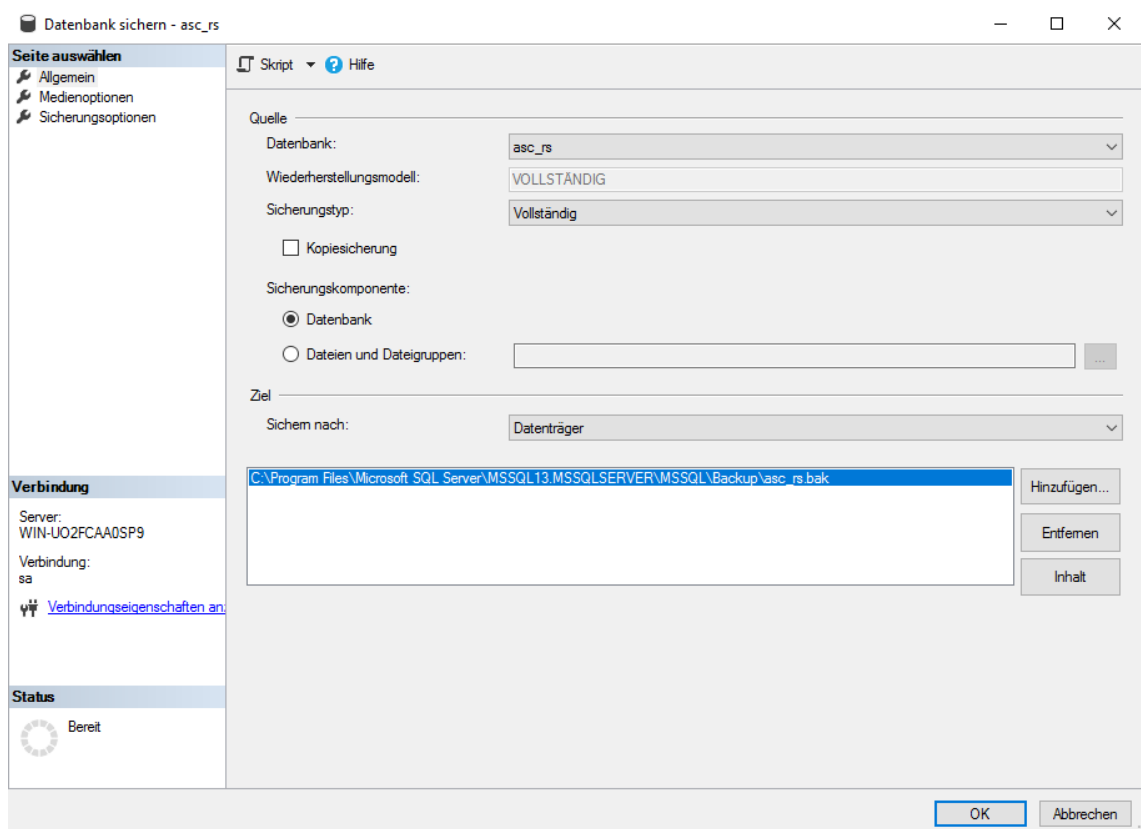 Datenbank sichern - asc_rs
Seite auswählen
Allgemein
Medienoptionen
Sicherungsoptionen
Skript
Hilfe
Quelle
Datenbank:
asc_rs
Wiederherstellungsmodell:
VOLLSTÄNDIG
Sicherungstyp:
Vollständig
Kopiesicherung
Sicherungskomponente:
Datenbank
Dateien und Dateigruppen:
...
Ziel
Sichern nach:
Datenträger
C:\Program Files\Microsoft SQL Server\MSSQL13.MSSQLSERVER\MSSQL\Backup\asc_rs.bak
Hinzufügen...
Entfernen
Inhalt
Verbindung
Server:
WIN-UO2FCAA0SP9
Verbindung:
sa
Verbindungseigenschaften an
Status
Bereit
OK
Abbrechen